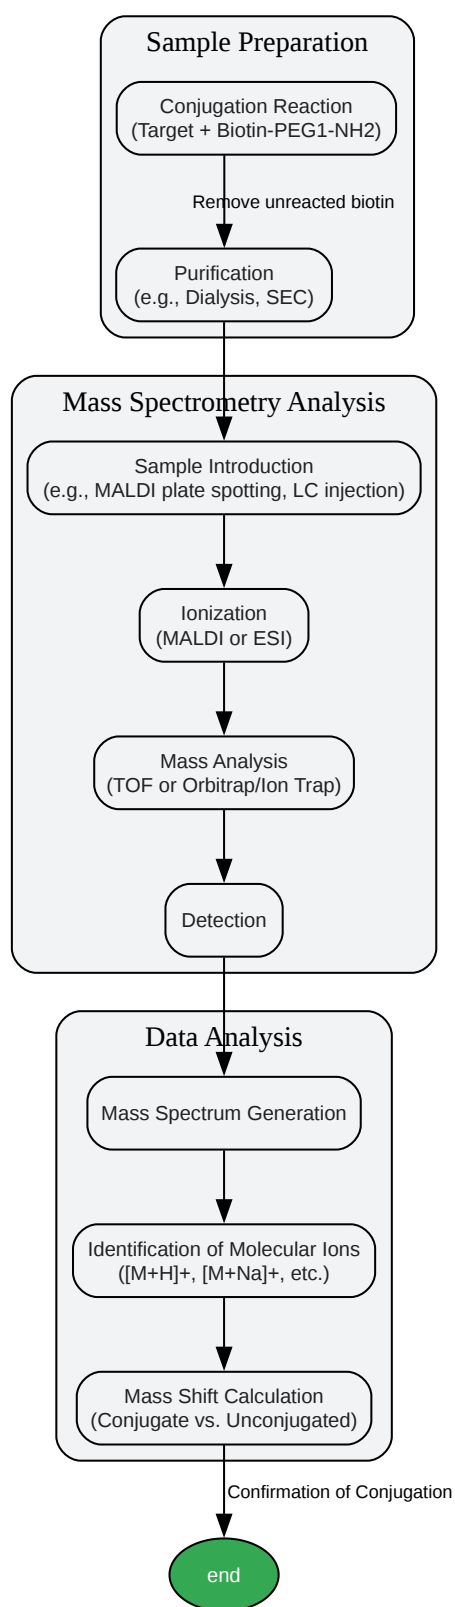 Sample Preparation
Conjugation Reaction
(Target + Biotin-PEG1-NH2)
Remove unreacted biotin
Purification
(e.g., Dialysis, SEC)
Mass Spectrometry Analysis
Sample Introduction
(e.g., MALDI plate spotting, LC injection)
Ionization
(MALDI or ESI)
Mass Analysis
(TOF or Orbitrap/Ion Trap)
Detection
Data Analysis
Mass Spectrum Generation
Identification of Molecular Ions
([M+H]+, [M+Na]+, etc.)
Mass Shift Calculation
(Conjugate vs. Unconjugated)
Confirmation of Conjugation
end